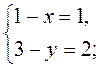 1 − x = 1,
3 − y = 2;